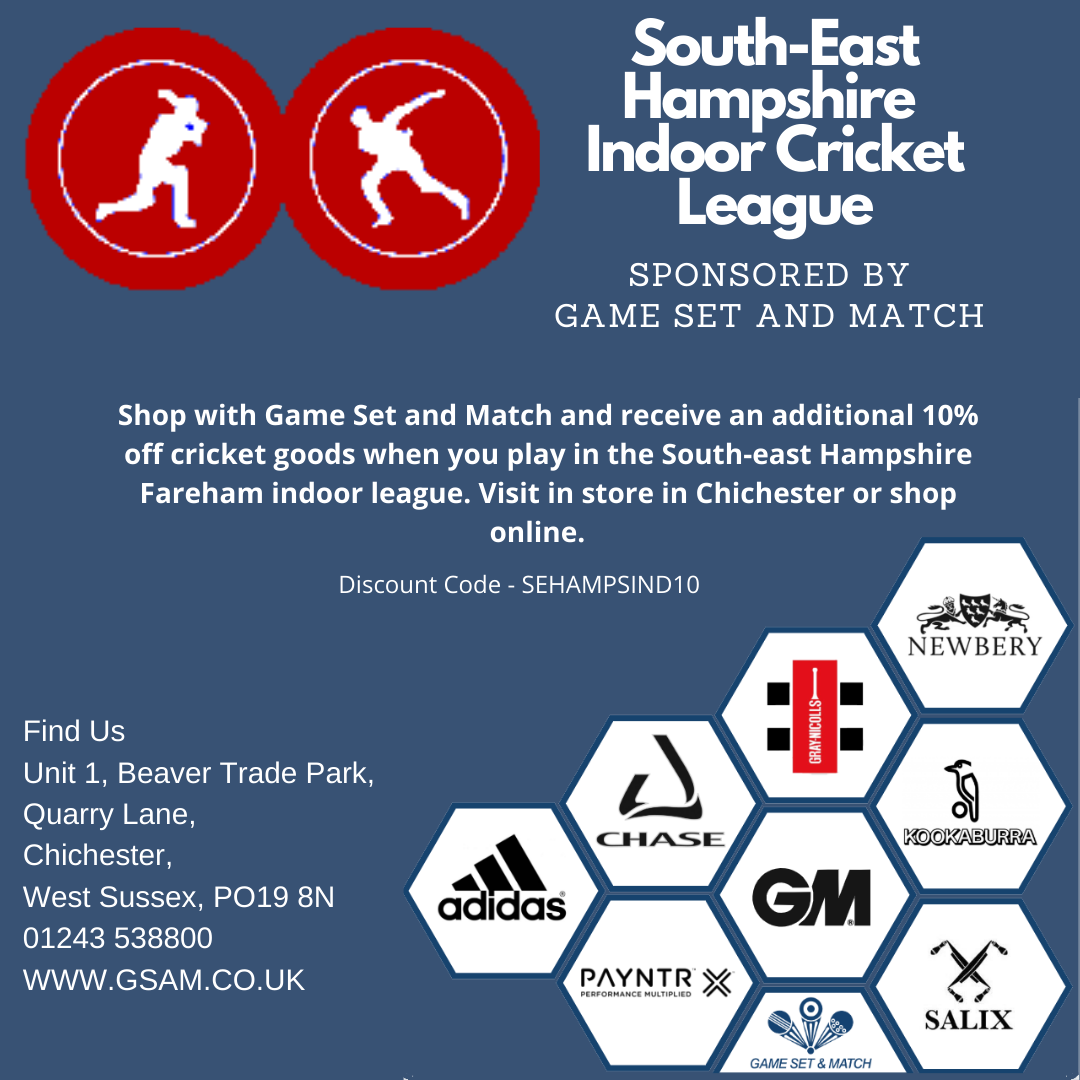 South-East
Hampshire
Indoor Cricket
League
SPONSORED BY
GAME SET AND MATCH
Shop with Game Set and Match and receive an additional 10%
off cricket goods when you play in the South-east Hampshire
Fareham indoor league. Visit in store in Chichester or shop
online.
Discount Code - SEHAMPSIND10
Find Us
Unit 1, Beaver Trade Park,
Quarry Lane,
Chichester,
West Sussex, PO19 8N
01243 538800
WWW.GSAM.CO.UK
NEWBERY
GRAY-NICOLLS
CHASE
KOOKABURRA
adidas®
GM®
PAYNTR
PERFORMANCE MULTIPLIED
SALIX
GAME SET & MATCH